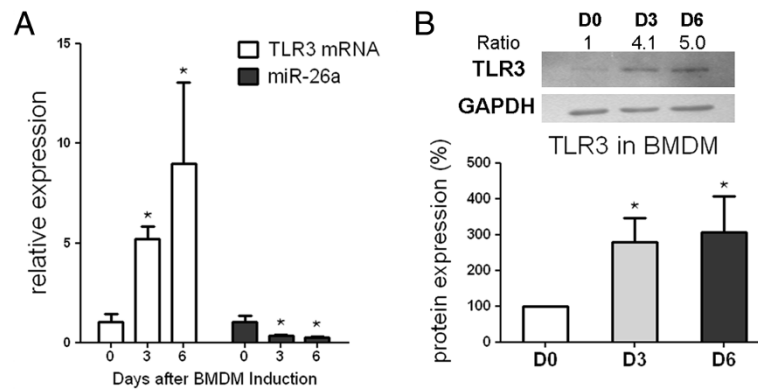 A
15
10
5
0
relative expression
TLR3 mRNA
miR-26a
*
*
*
*
0 3 6 0 3 6
Days after BMDM Induction
B
D0 D3 D6
Ratio 1 4.1 5.0
TLR3
GAPDH
TLR3 in BMDM
protein expression (%)
500
400
300
200
100
0
*
*
D0 D3 D6